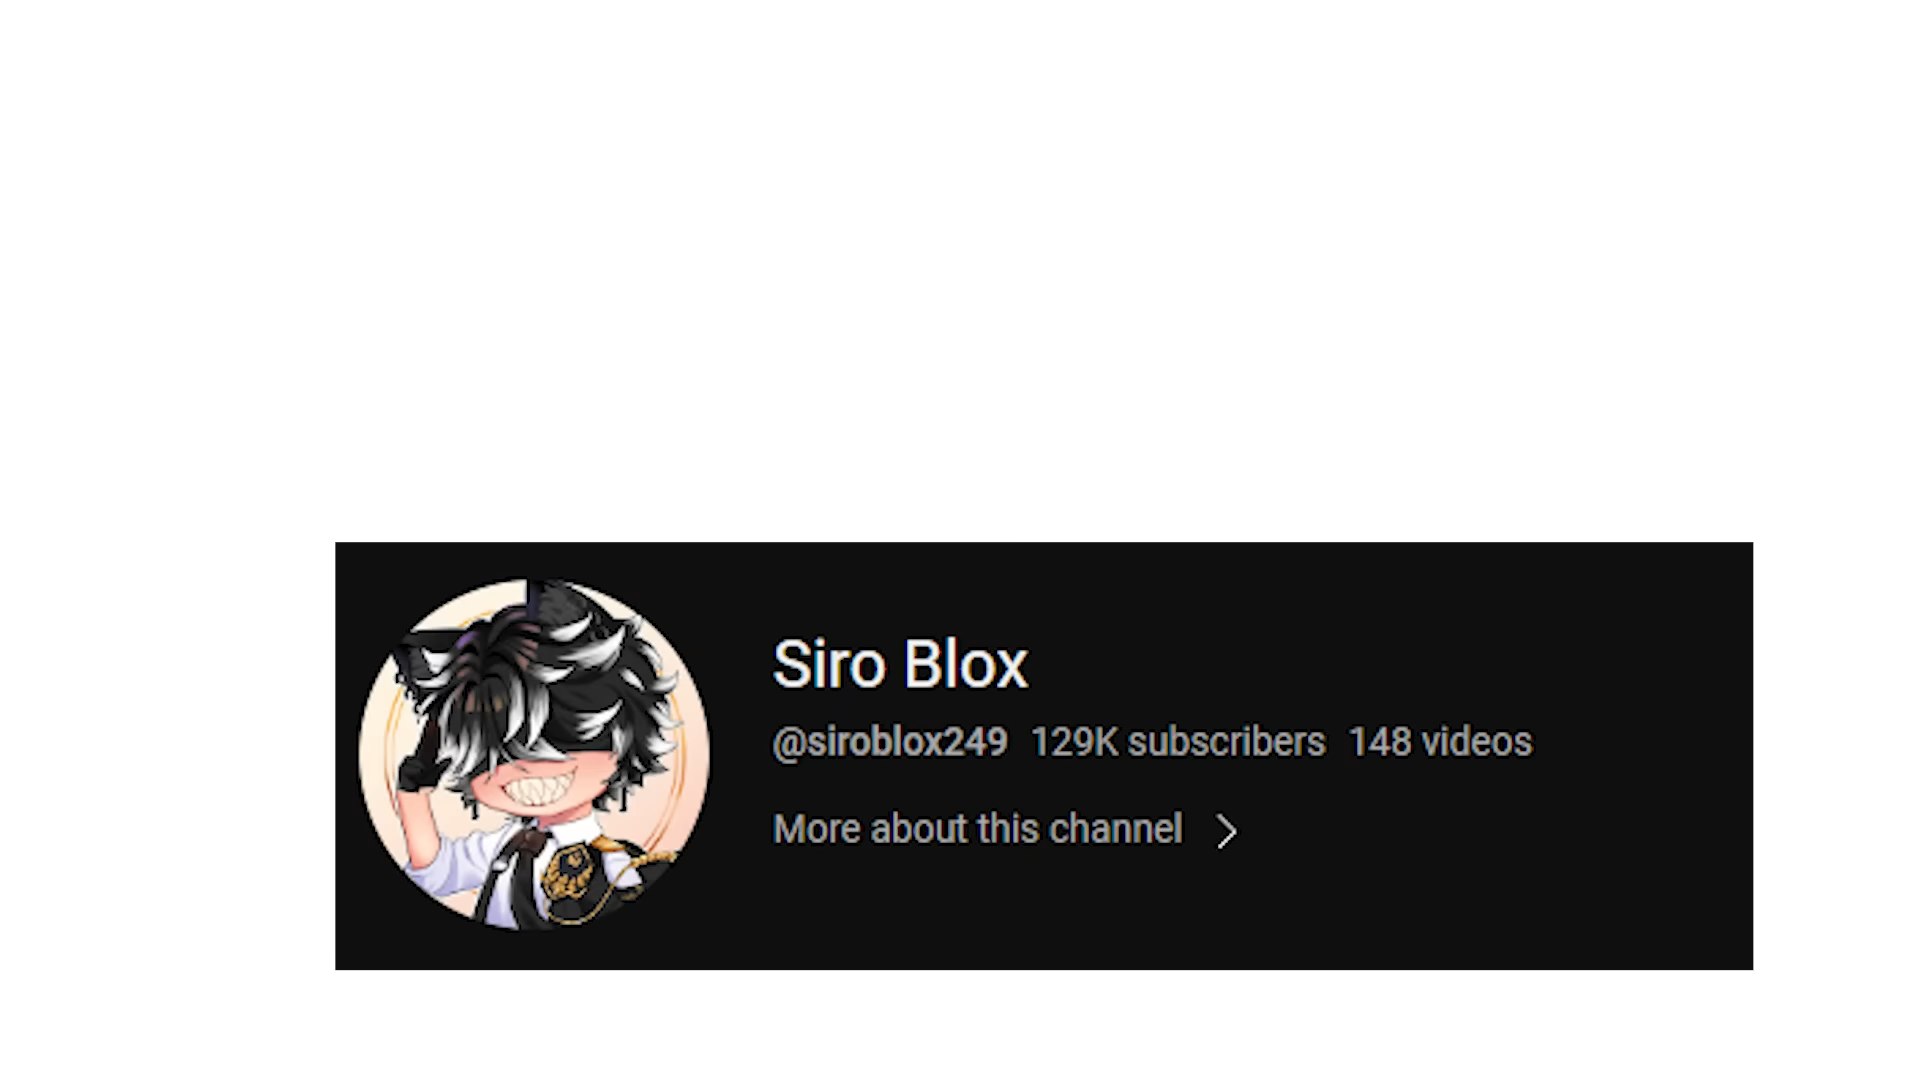 Siro Blox
@siroblox249 129K subscribers 148 videos
More about this channel